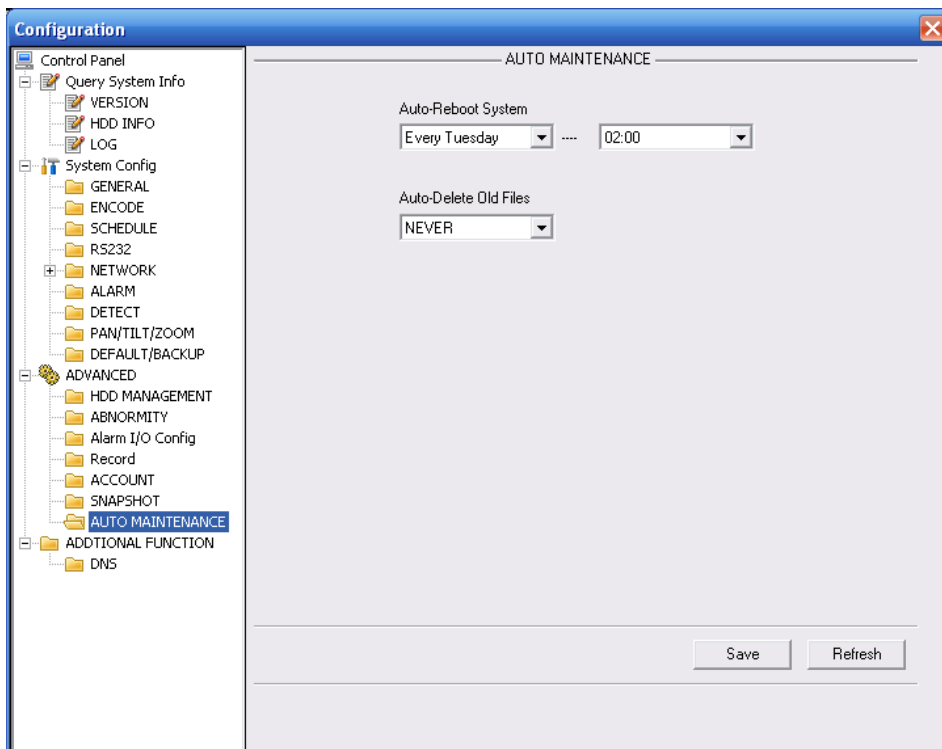 Configuration
Control Panel
Query System Info
VERSION
HDD INFO
LOG
System Config
GENERAL
ENCODE
SCHEDULE
RS232
NETWORK
ALARM
DETECT
PAN/TILT/ZOOM
DEFAULT/BACKUP
ADVANCED
HDD MANAGEMENT
ABNORMITY
Alarm I/O Config
Record
ACCOUNT
SNAPSHOT
AUTO MAINTENANCE
ADDTIONAL FUNCTION
DNS
AUTO MAINTENANCE
Auto-Reboot System
Every Tuesday ---- 02:00
Auto-Delete Old Files
NEVER
Save Refresh